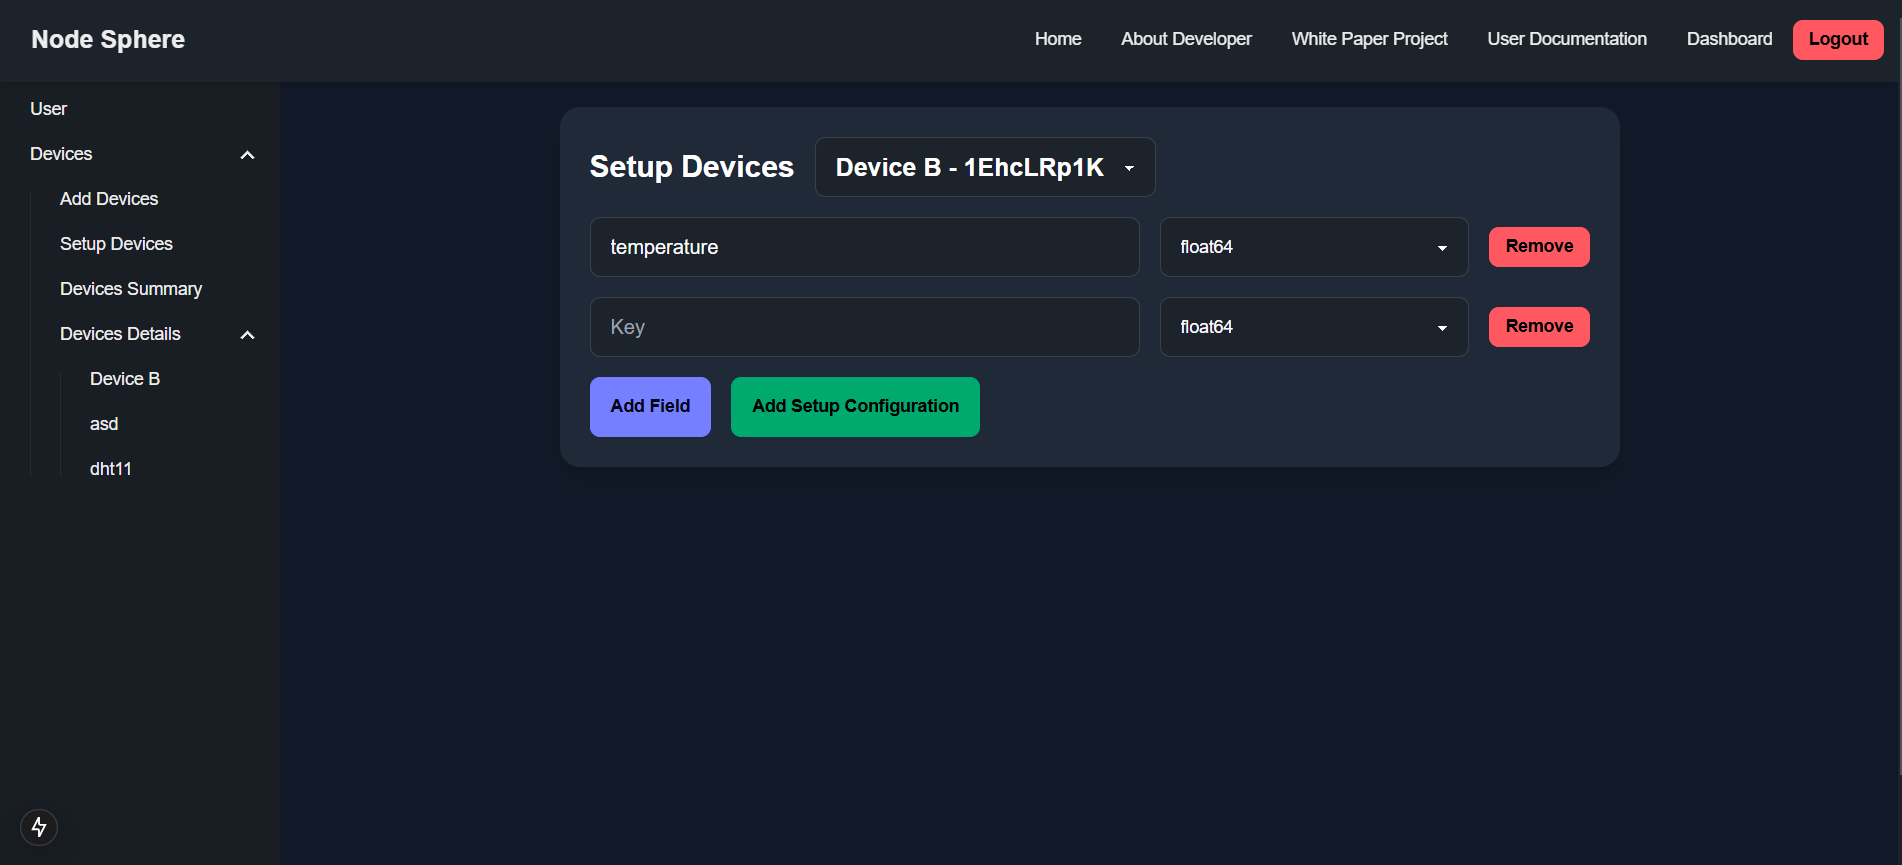 Node Sphere
Home About Developer White Paper Project User Documentation Dashboard Logout
User
Devices
Add Devices
Setup Devices
Devices Summary
Devices Details
Device B
asd
dht11
Setup Devices Device B - 1EhcLRp1K
temperature float64 Remove
Key float64 Remove
Add Field Add Setup Configuration